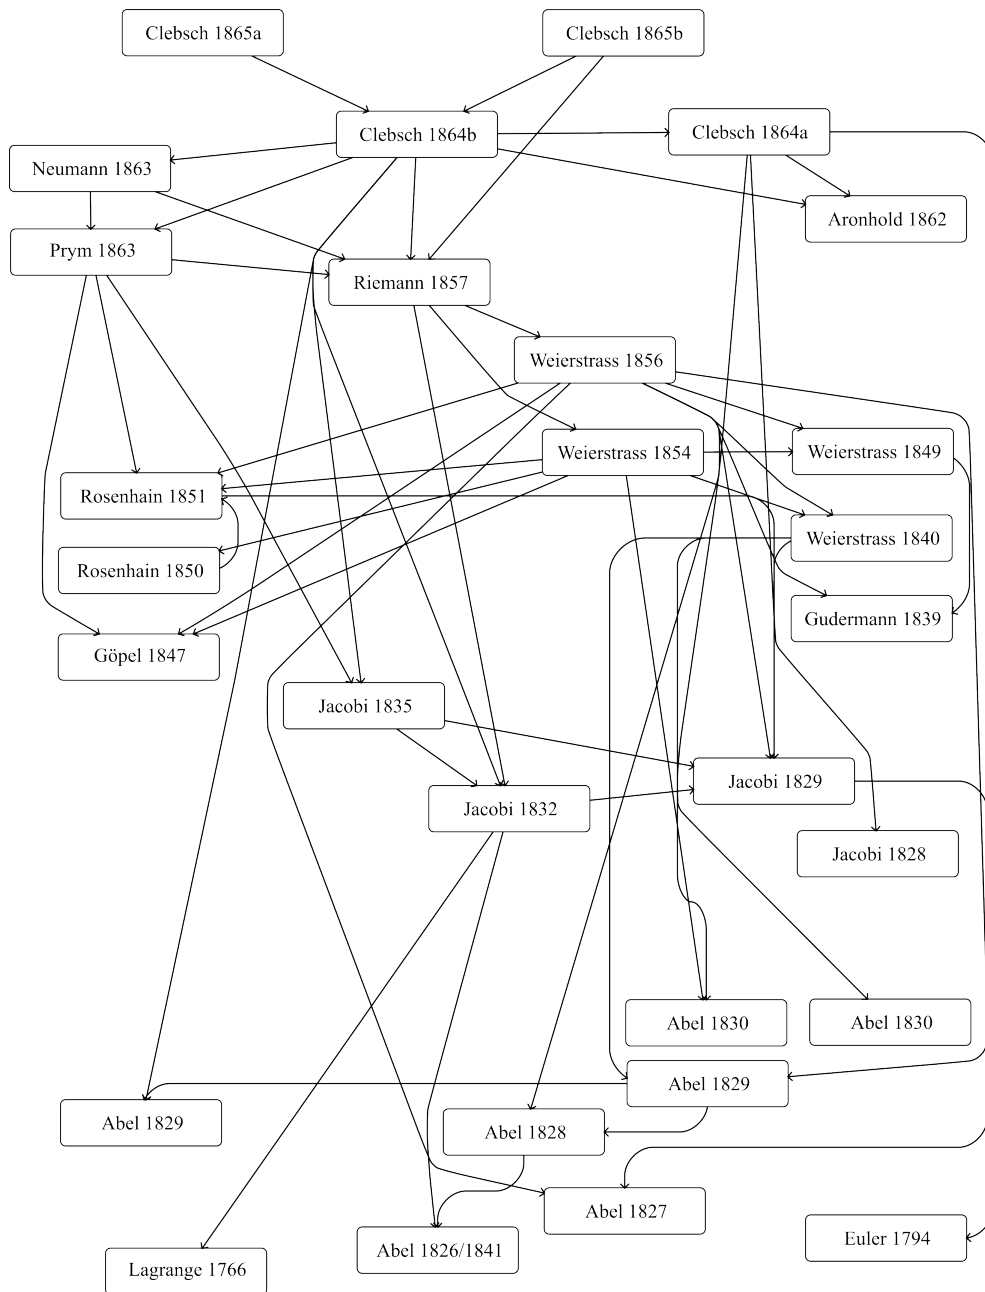 Clebsch 1865a
Clebsch 1865b
Clebsch 1864b
Clebsch 1864a
Neumann 1863
Aronhold 1862
Prym 1863
Riemann 1857
Weierstrass 1856
Weierstrass 1854
Weierstrass 1849
Rosenhain 1851
Weierstrass 1840
Rosenhain 1850
Gudermann 1839
Göpel 1847
Jacobi 1835
Jacobi 1829
Jacobi 1832
Jacobi 1828
Abel 1830
Abel 1830
Abel 1829
Abel 1829
Abel 1828
Abel 1827
Euler 1794
Abel 1826/1841
Lagrange 1766